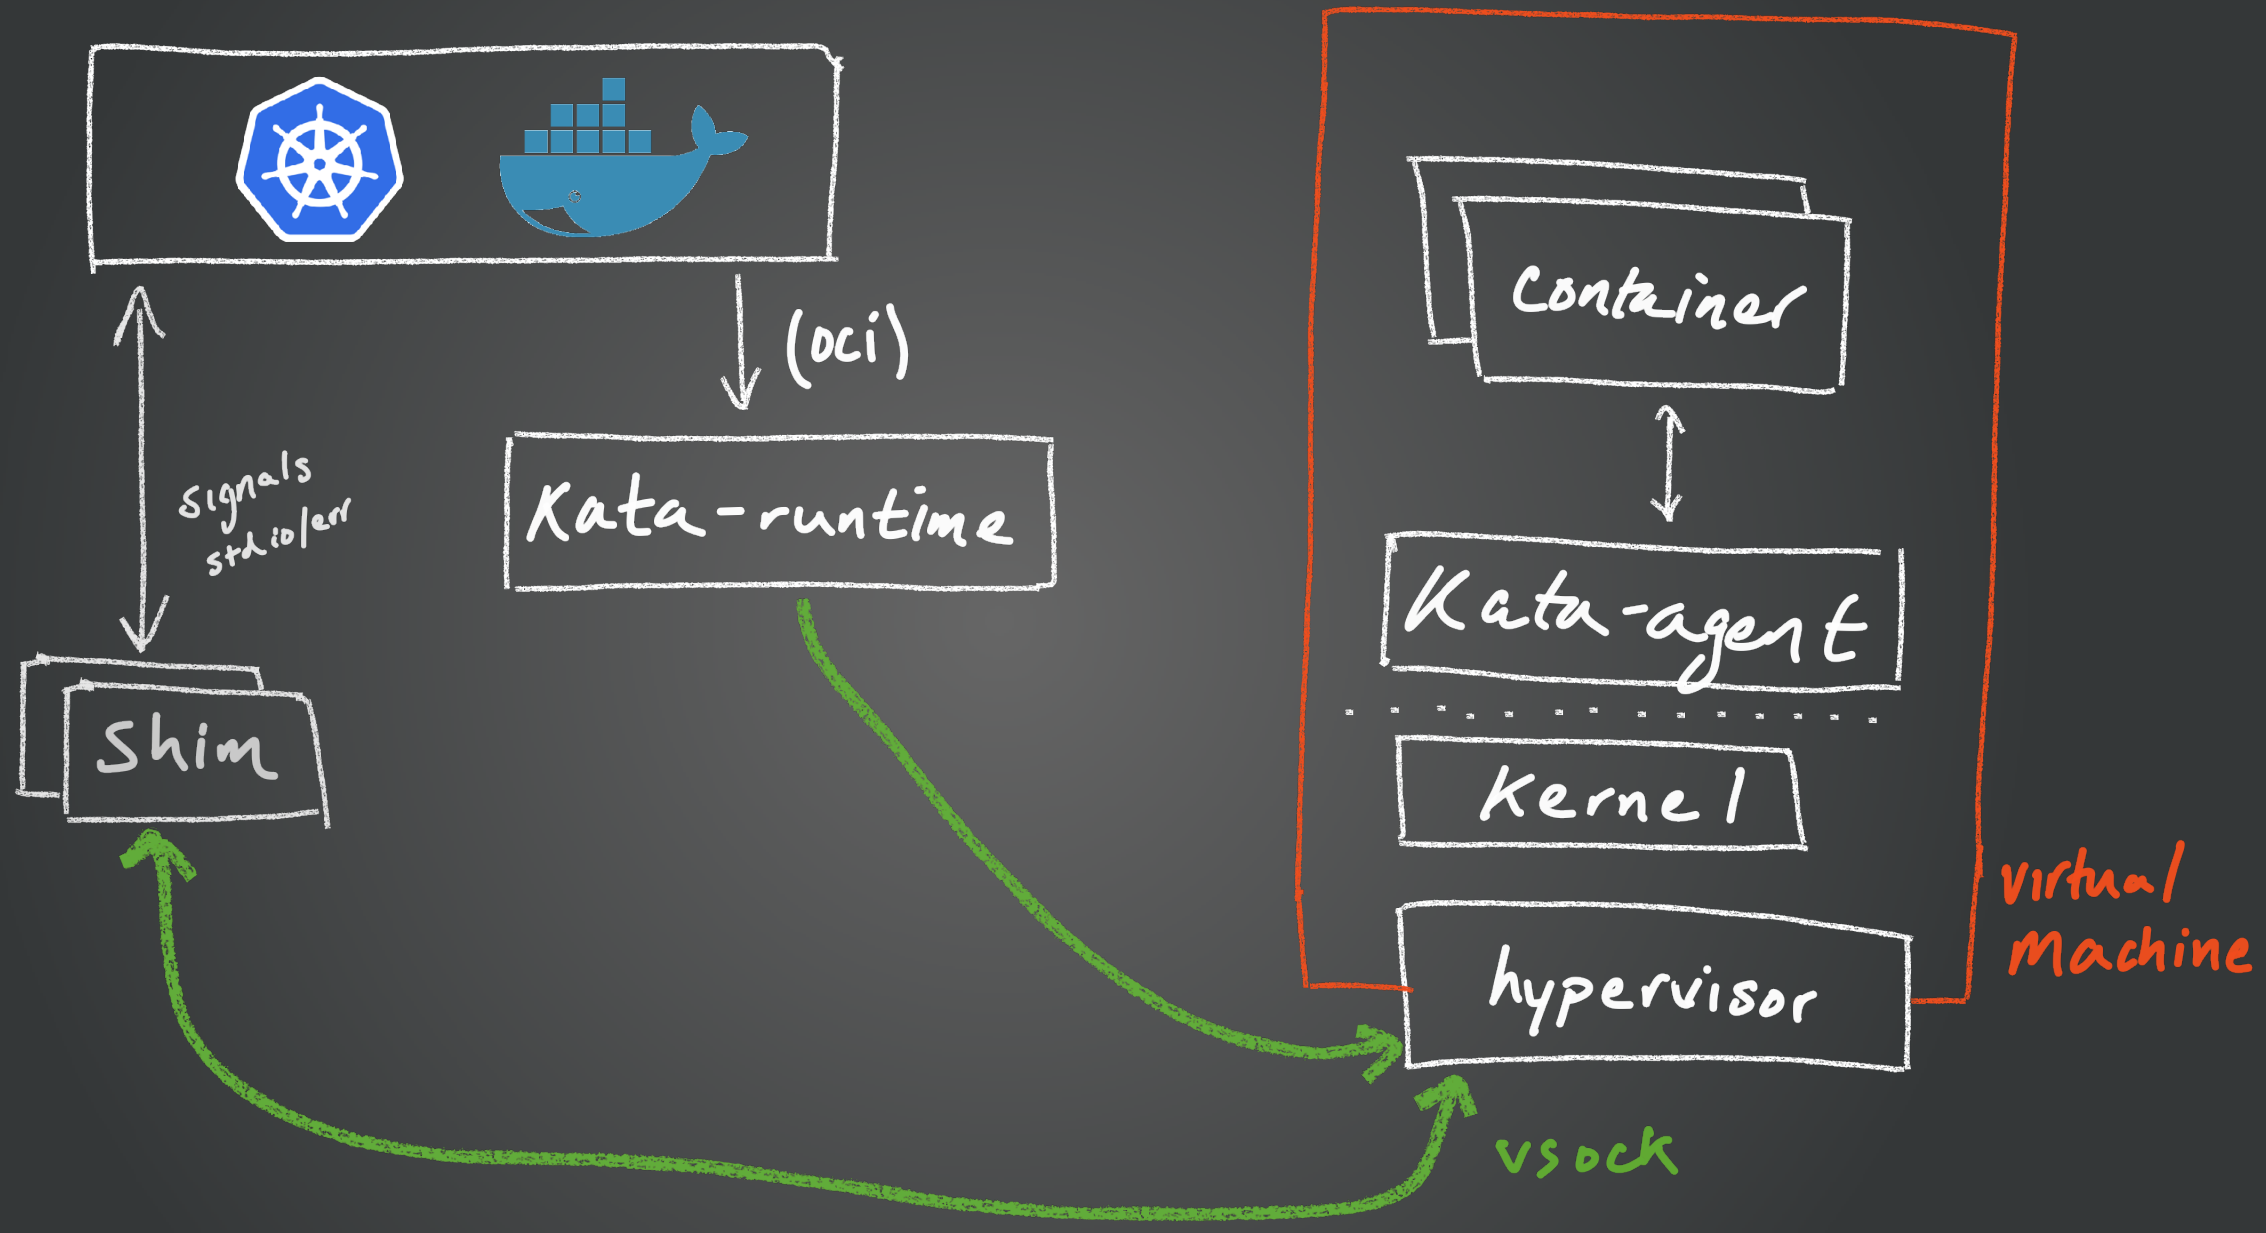 (oci)
signals
stdio/err
Kata-runtime
Shim
container
Kata-agent
Kernel
hypervisor
virtual
Machine
vsock